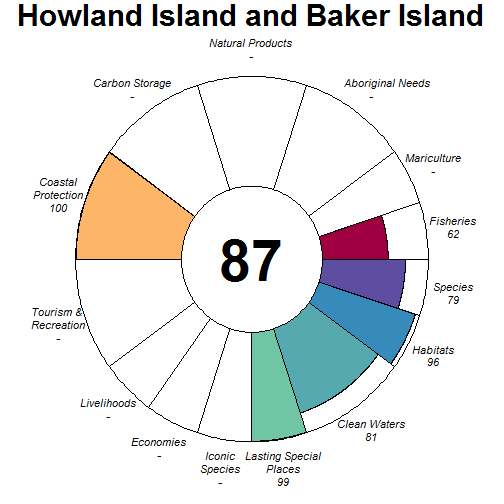 Howland Island and Baker Island
Natural Products
-
Carbon Storage
-
Aboriginal Needs
-
Mariculture
-
Coastal
Protection
100
Fisheries
62
87
Species
79
Tourism &
Recreation
-
Habitats
96
Livelihoods
-
Clean Waters
81
Economies
-
Iconic
Species
-
Lasting Special
Places
99